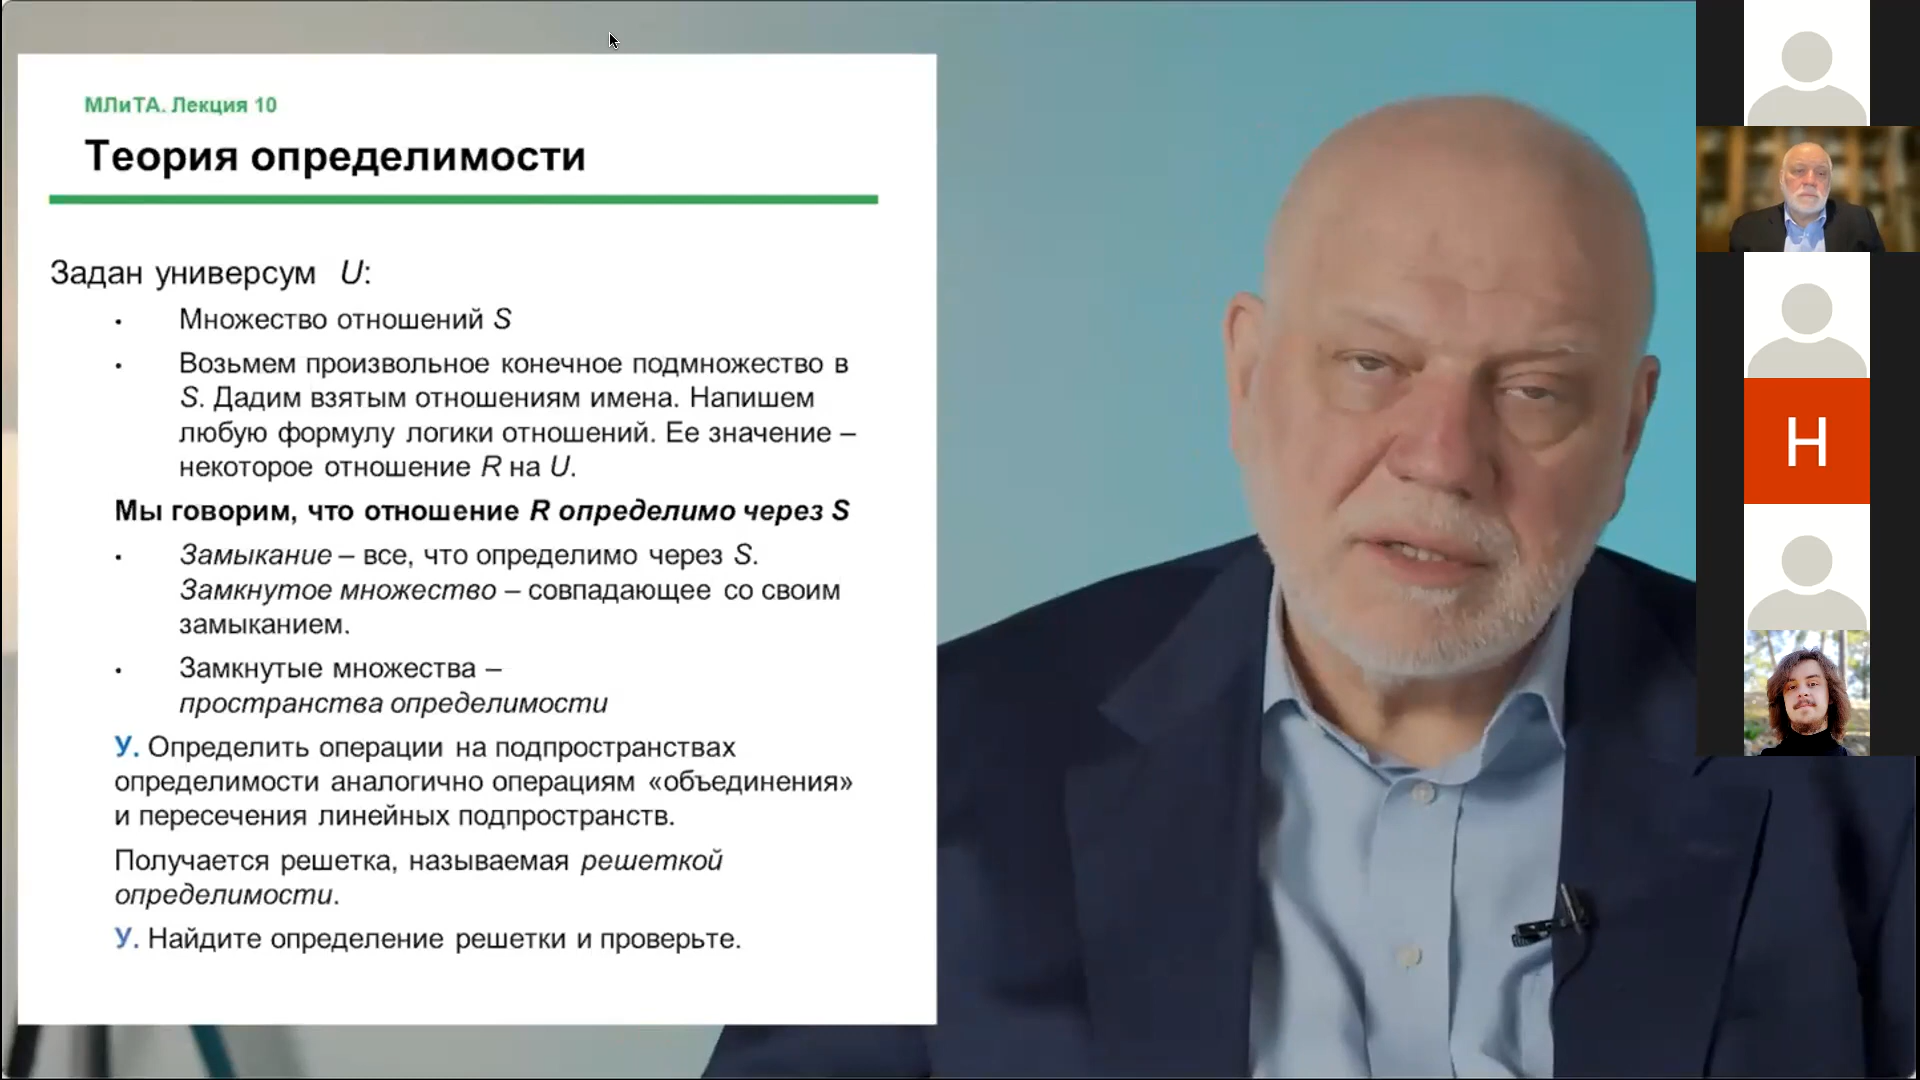 МЛиТА. Лекция 10
Теория определимости
Задан универсум U:
• Множество отношений S
• Возьмем произвольное конечное подмножество в
S. Дадим взятым отношениям имена. Напишем
любую формулу логики отношений. Ее значение –
некоторое отношение R на U.
Мы говорим, что отношение R определимо через S
• Замыкание – все, что определимо через S.
Замкнутое множество – совпадающее со своим
замыканием.
• Замкнутые множества –
пространства определимости
У. Определить операции на подпространствах
определимости аналогично операциям «объединения»
и пересечения линейных подпространств.
Получается решетка, называемая решеткой
определимости.
У. Найдите определение решетки и проверьте.
Н